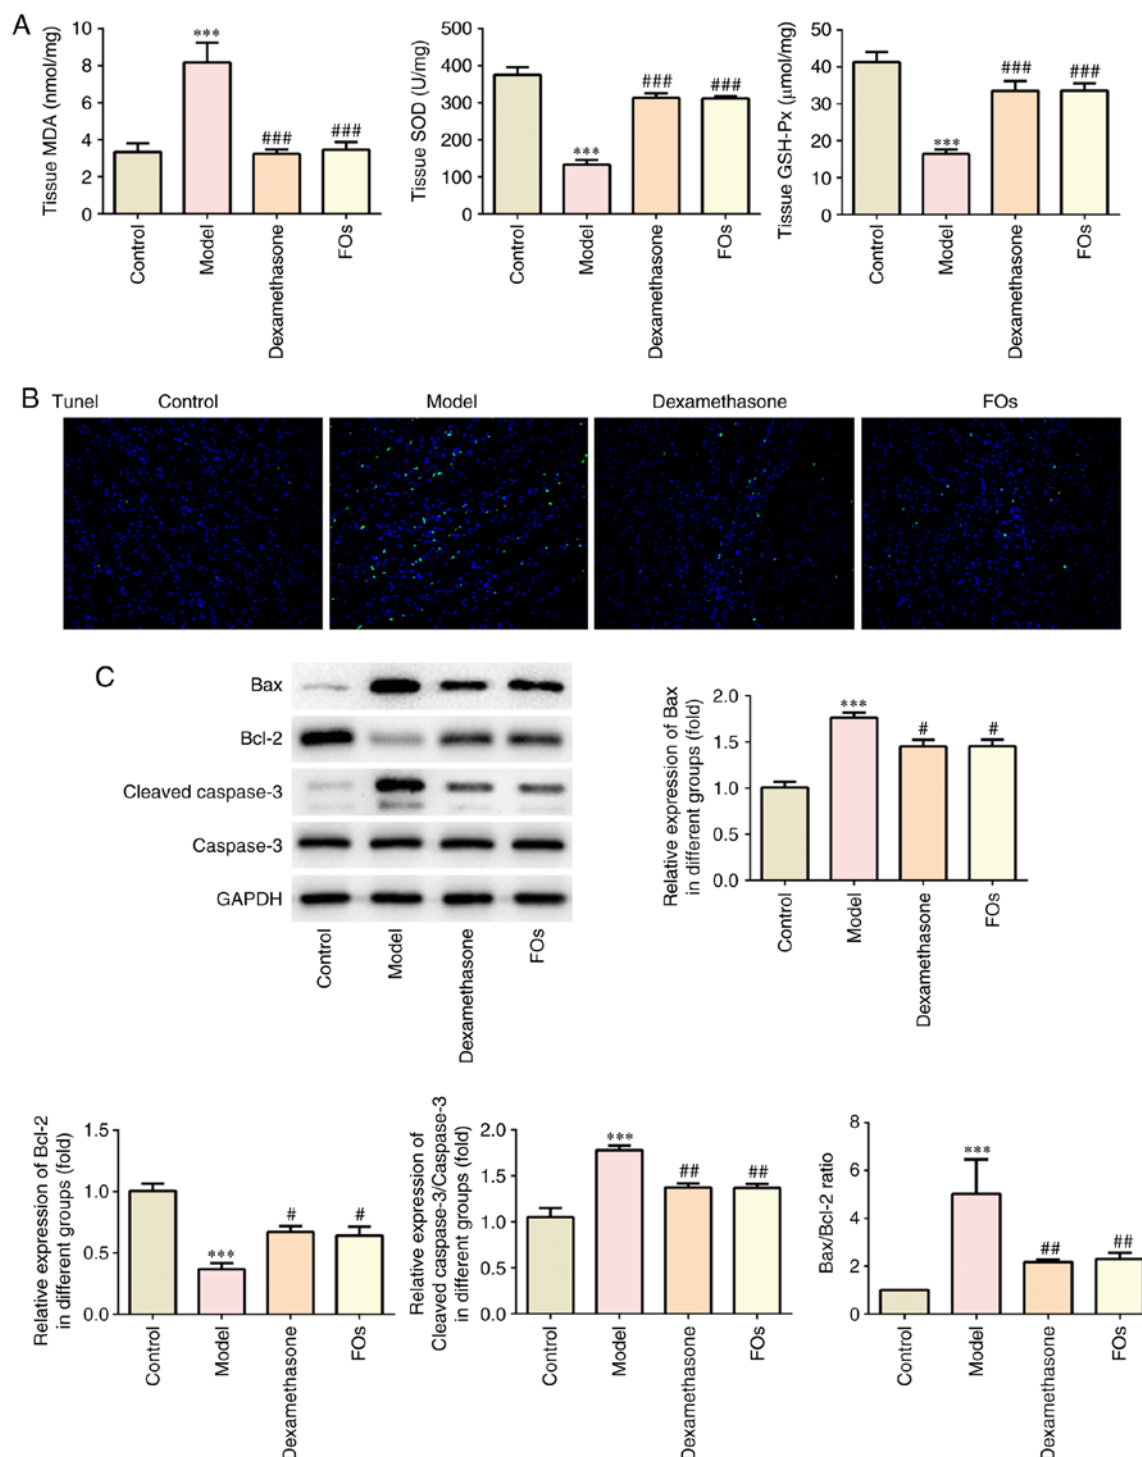 A
Tissue MDA (nmol/mg)
10
8
6
4
2
0
***
###
###
Control
Model
Dexamethasone
FOs
Tissue SOD (U/mg)
500
400
300
200
100
0
***
###
###
Control
Model
Dexamethasone
FOs
Tissue GSH-Px (μmol/mg)
50
40
30
20
10
0
***
###
###
Control
Model
Dexamethasone
FOs
B
Tunel
Control
Model
Dexamethasone
FOs
C
Bax
Bcl-2
Cleaved caspase-3
Caspase-3
GAPDH
Control
Model
Dexamethasone
FOs
Relative expression of Bax
in different groups (fold)
2.0
1.5
1.0
0.5
0.0
***
#
#
Control
Model
Dexamethasone
FOs
Relative expression of Bcl-2
in different groups (fold)
1.5
1.0
0.5
0.0
***
#
#
Control
Model
Dexamethasone
FOs
Relative expression of
Cleaved caspase-3/Caspase-3
in different groups (fold)
2.0
1.5
1.0
0.5
0.0
***
##
##
Control
Model
Dexamethasone
FOs
Bax/Bcl-2 ratio
8
6
4
2
0
***
##
##
Control
Model
Dexamethasone
FOs